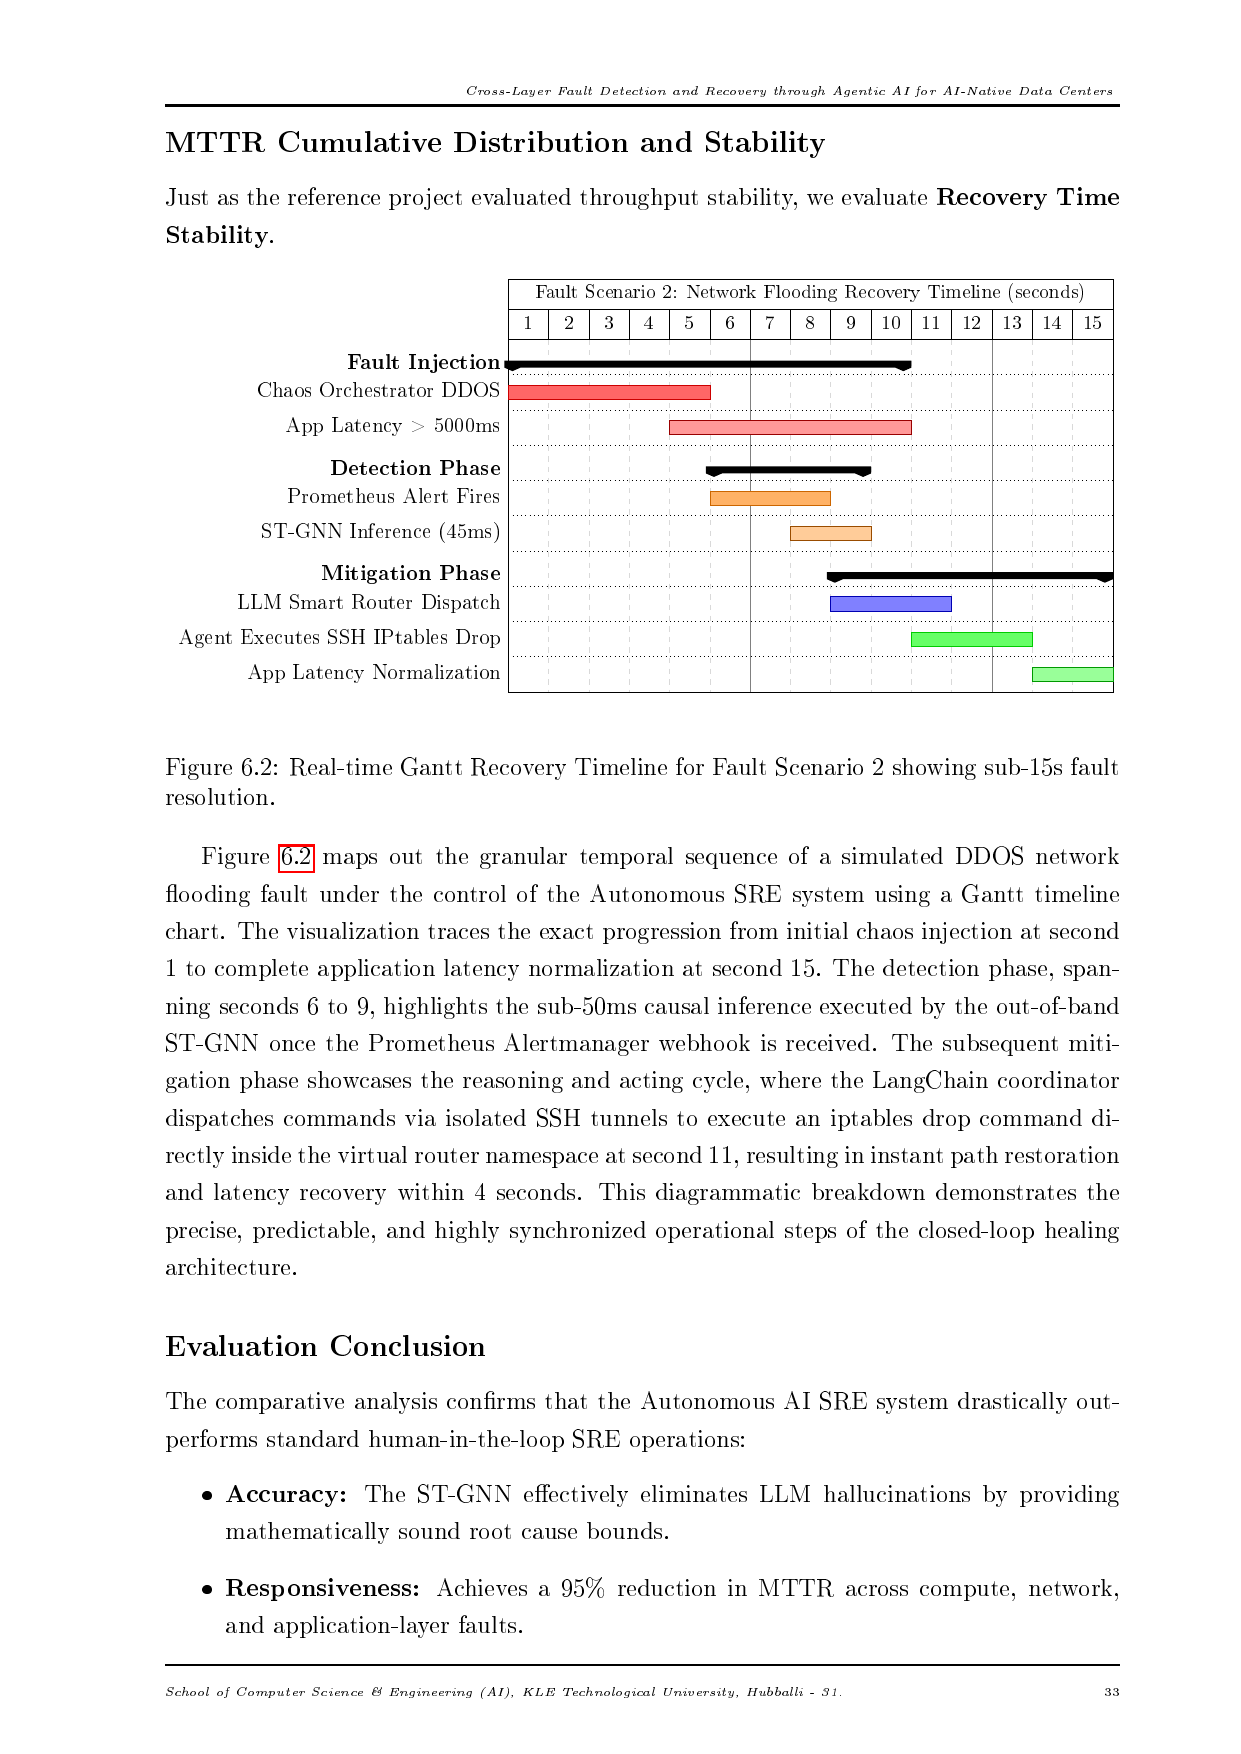 Cross-Layer Fault Detection and Recovery through Agentic AI for AI-Native Data Centers
MTTR Cumulative Distribution and Stability
Just as the reference project evaluated throughput stability, we evaluate Recovery Time
Stability.
Fault Scenario 2: Network Flooding Recovery Timeline (seconds)
1 2 3 4 5 6 7 8 9 10 11 12 13 14 15
Fault Injection
Chaos Orchestrator DDOS
App Latency > 5000ms
Detection Phase
Prometheus Alert Fires
ST-GNN Inference (45ms)
Mitigation Phase
LLM Smart Router Dispatch
Agent Executes SSH IPtables Drop
App Latency Normalization
Figure 6.2: Real-time Gantt Recovery Timeline for Fault Scenario 2 showing sub-15s fault
resolution.
Figure 6.2 maps out the granular temporal sequence of a simulated DDOS network
flooding fault under the control of the Autonomous SRE system using a Gantt timeline
chart. The visualization traces the exact progression from initial chaos injection at second
1 to complete application latency normalization at second 15. The detection phase, span-
ning seconds 6 to 9, highlights the sub-50ms causal inference executed by the out-of-band
ST-GNN once the Prometheus Alertmanager webhook is received. The subsequent miti-
gation phase showcases the reasoning and acting cycle, where the LangChain coordinator
dispatches commands via isolated SSH tunnels to execute an iptables drop command di-
rectly inside the virtual router namespace at second 11, resulting in instant path restoration
and latency recovery within 4 seconds. This diagrammatic breakdown demonstrates the
precise, predictable, and highly synchronized operational steps of the closed-loop healing
architecture.
Evaluation Conclusion
The comparative analysis confirms that the Autonomous AI SRE system drastically out-
performs standard human-in-the-loop SRE operations:
• Accuracy: The ST-GNN effectively eliminates LLM hallucinations by providing
mathematically sound root cause bounds.
• Responsiveness: Achieves a 95% reduction in MTTR across compute, network,
and application-layer faults.
School of Computer Science & Engineering (AI), KLE Technological University, Hubballi - 31. 33